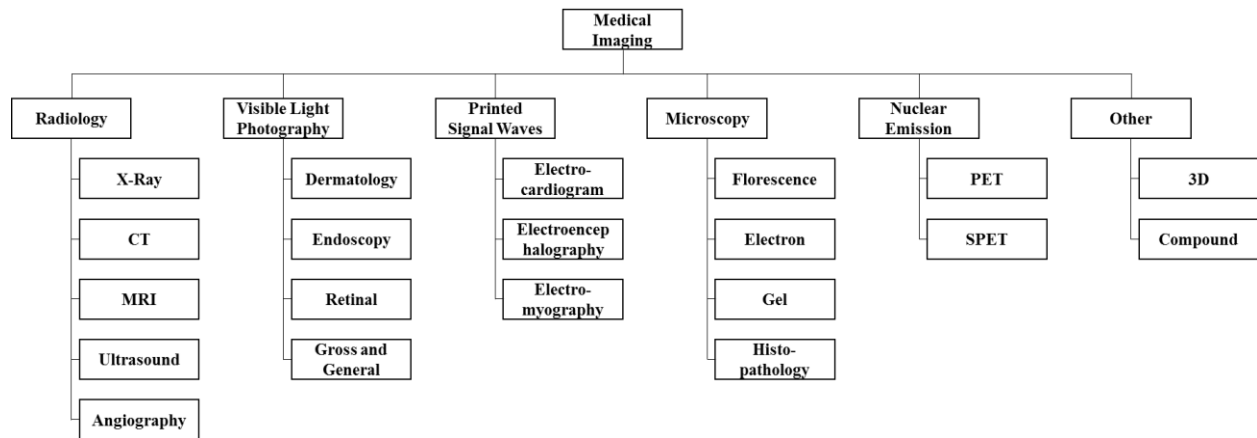 Medical
Imaging
Radiology
Visible Light
Photography
Printed
Signal Waves
Microscopy
Nuclear
Emission
Other
X-Ray
CT
MRI
Ultrasound
Angiography
Dermatology
Endoscopy
Retinal
Gross and
General
Electro-
cardiogram
Electroencep
halography
Electro-
myography
Florescence
Electron
Gel
Histo-
pathology
PET
SPET
3D
Compound